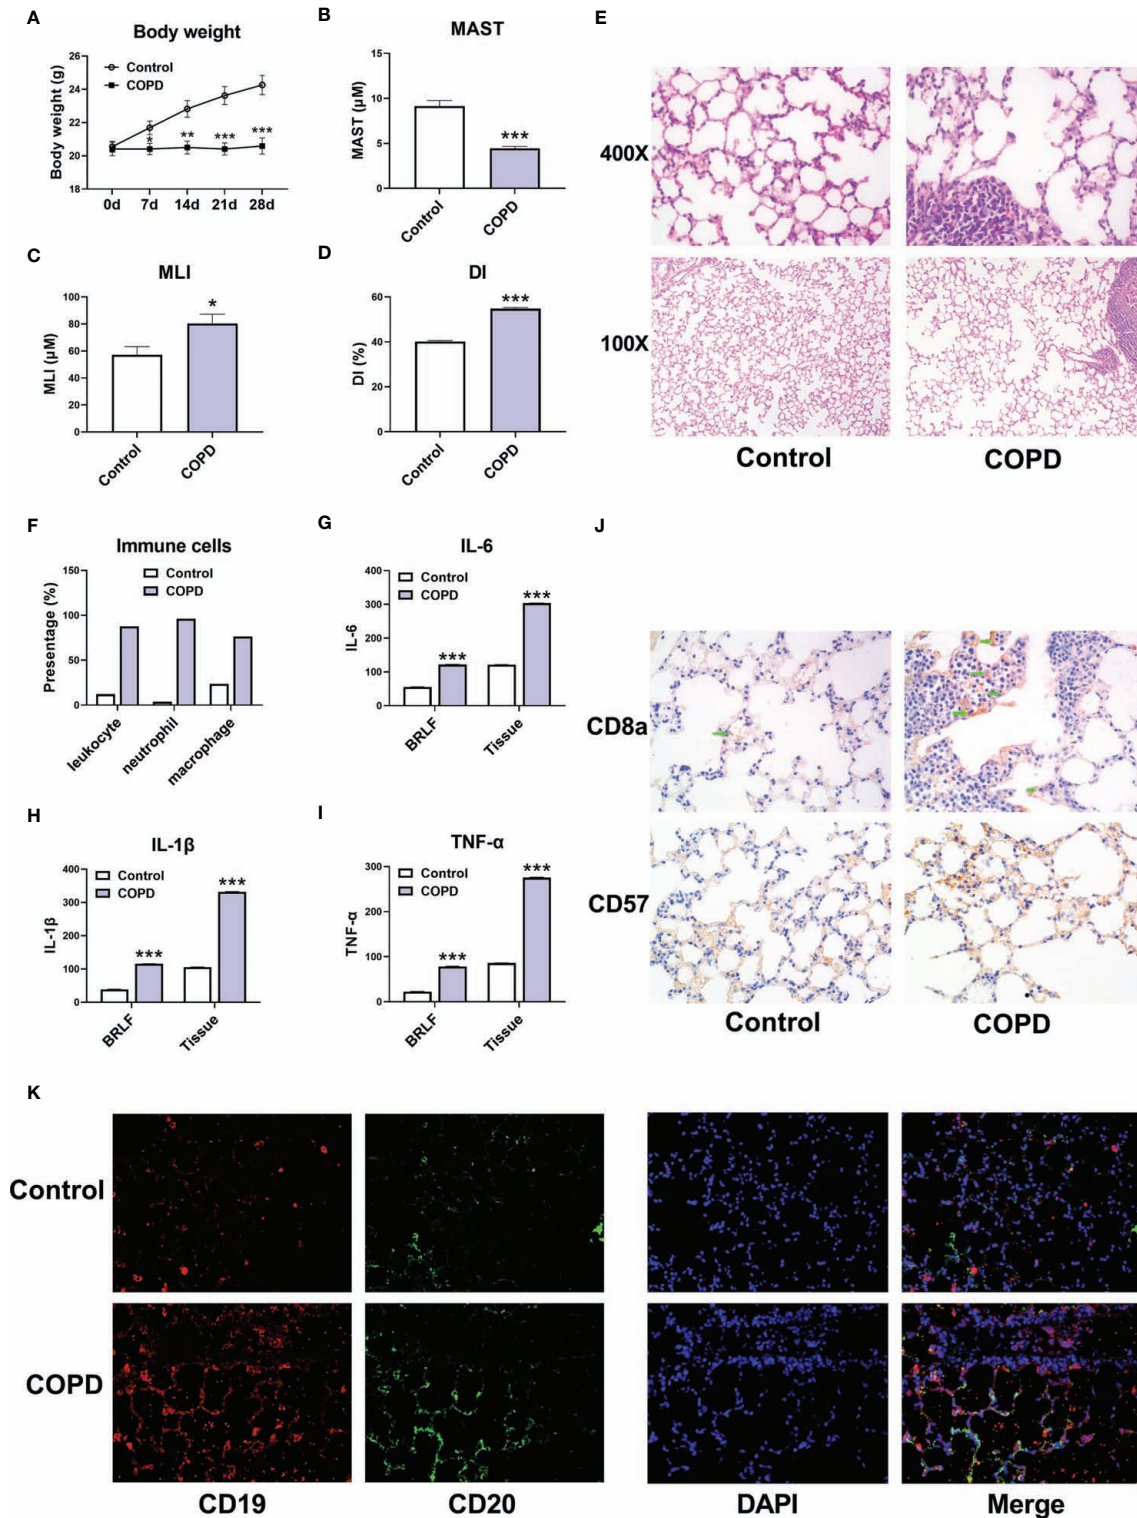 A
Body weight
Body weight (g)
26
24
22
20
18
Control
COPD
*
**
***
***
0d 7d 14d 21d 28d
B
MAST
MAST (μM)
15
10
5
0
***
Control
COPD
C
MLI
MLI (μM)
100
80
60
40
20
0
*
Control
COPD
D
DI
DI (%)
60
40
20
0
***
Control
COPD
E
400X
100X
Control
COPD
F
Immune cells
Presentage (%)
150
100
50
0
Control
COPD
leukocyte
neutrophil
macrophage
G
IL-6
IL-6
400
300
200
100
0
Control
COPD
***
***
BRLF
Tissue
H
IL-1β
IL-1β
400
300
200
100
0
Control
COPD
***
***
BRLF
Tissue
I
TNF-α
TNF-α
300
200
100
0
Control
COPD
***
***
BRLF
Tissue
J
CD8a
CD57
Control
COPD
K
Control
COPD
CD19
CD20
DAPI
Merge